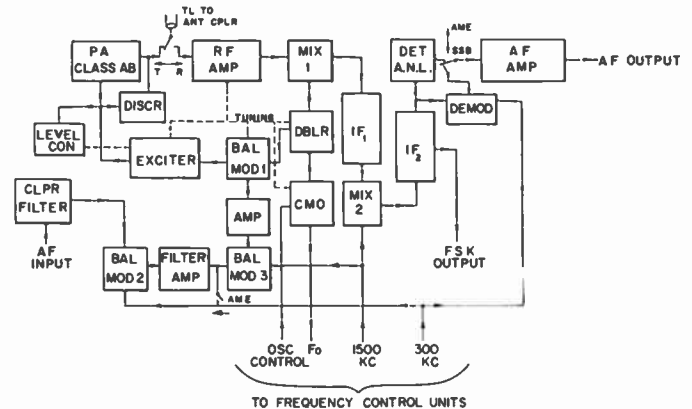 TL TO
ANT CPLR
AME
SSB
PA
CLASS AB
T R
RF
AMP
MIX
1
DET
A.N.L.
AF
AMP
AF OUTPUT
DISCR
LEVEL
CON
TUNING
DBLR
IF1
DEMOD
EXCITER
BAL
MOD 1
IF2
CLPR
FILTER
AMP
CMO
MIX
2
AF
INPUT
BAL
MOD 2
FILTER
AMP
BAL
MOD 3
FSK
OUTPUT
AME
OSC
CONTROL
Fo
1500
KC
300
KC
TO FREQUENCY CONTROL UNITS